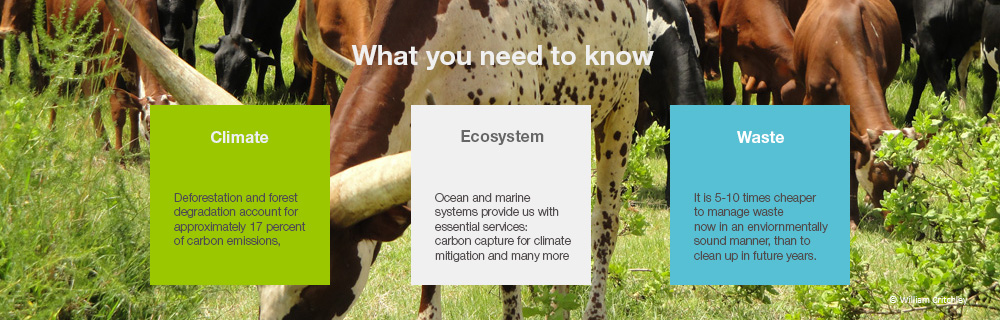 What you need to know
Climate
Deforestation and forest
degradation account for
approximately 17 percent
of carbon emissions,
Ecosystem
Ocean and marine
systems provide us with
essential services:
carbon capture for climate
mitigation and many more
Waste
It is 5-10 times cheaper
to manage waste
now in an enviornmentally
sound manner, than to
clean up in future years.
© William Critchley